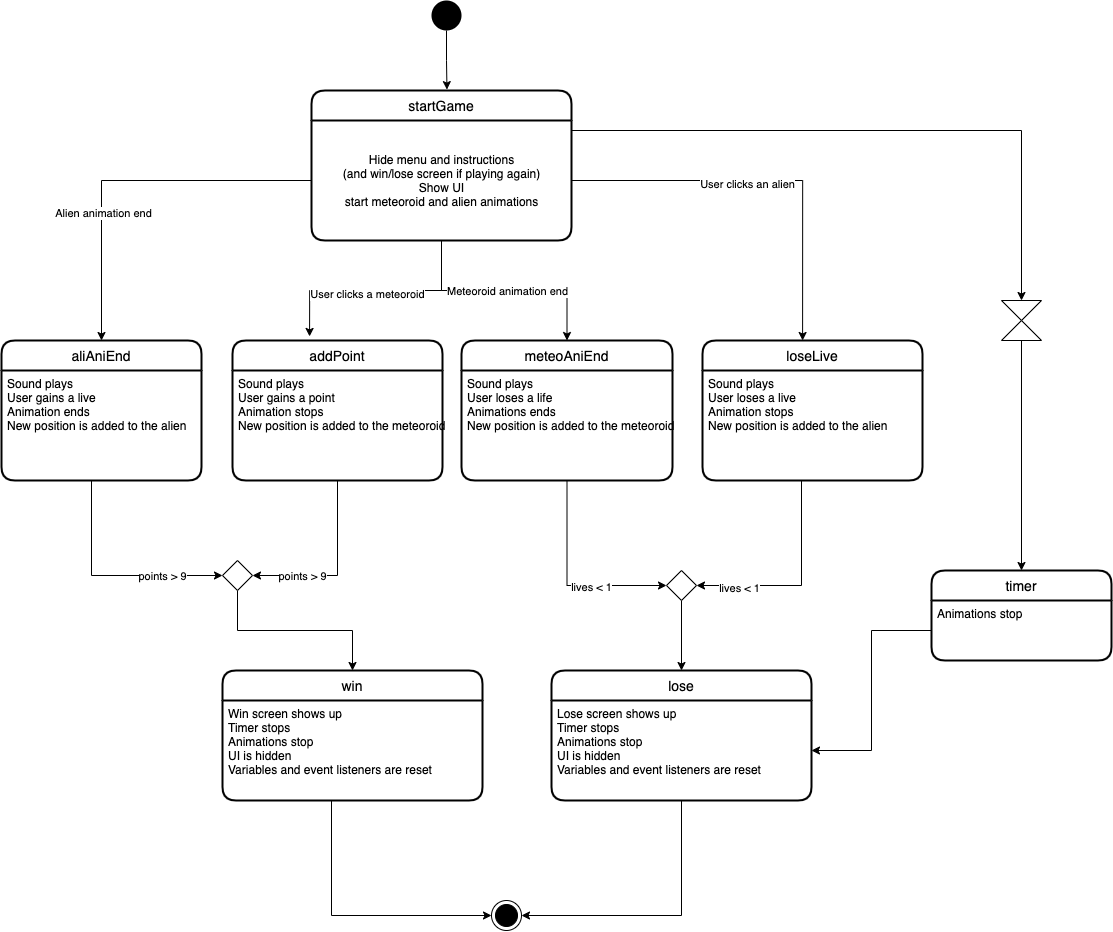 startGame
Hide menu and instructions
(and win/lose screen if playing again)
Show UI
start meteoroid and alien animations
User clicks an alien
Alien animation end
User clicks a meteoroid
Meteoroid animation end
aliAniEnd
Sound plays
User gains a live
Animation ends
New position is added to the alien
addPoint
Sound plays
User gains a point
Animation stops
New position is added to the meteoroid
meteoAniEnd
Sound plays
User loses a life
Animations ends
New position is added to the meteoroid
loseLive
Sound plays
User loses a live
Animation stops
New position is added to the alien
points > 9
points > 9
lives < 1
lives < 1
timer
Animations stop
win
Win screen shows up
Timer stops
Animations stop
UI is hidden
Variables and event listeners are reset
lose
Lose screen shows up
Timer stops
Animations stop
UI is hidden
Variables and event listeners are reset